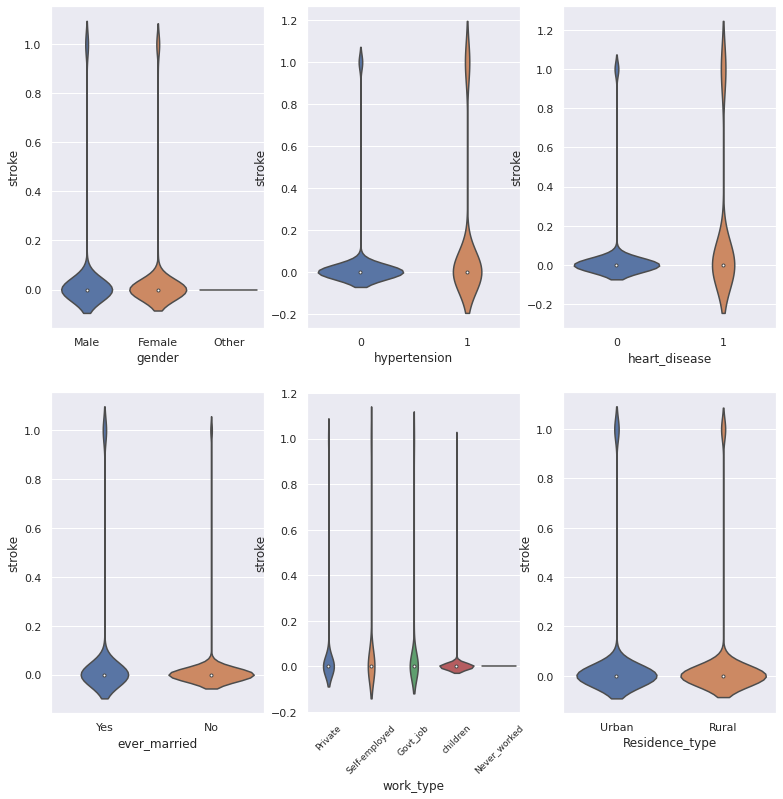 stroke
1.0
0.8
0.6
0.4
0.2
0.0
Male Female Other
gender
stroke
1.2
1.0
0.8
0.6
0.4
0.2
0.0
−0.2
0 1
hypertension
stroke
1.2
1.0
0.8
0.6
0.4
0.2
0.0
−0.2
0 1
heart_disease
stroke
1.0
0.8
0.6
0.4
0.2
0.0
Yes No
ever_married
stroke
1.2
1.0
0.8
0.6
0.4
0.2
0.0
−0.2
Private Self-employed Govt_job children Never_worked
work_type
stroke
1.0
0.8
0.6
0.4
0.2
0.0
Urban Rural
Residence_type